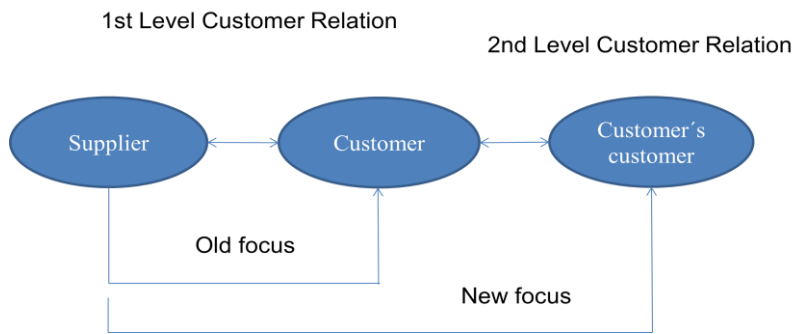 1st Level Customer Relation
2nd Level Customer Relation
Supplier
Customer
Customer´s
customer
Old focus
New focus